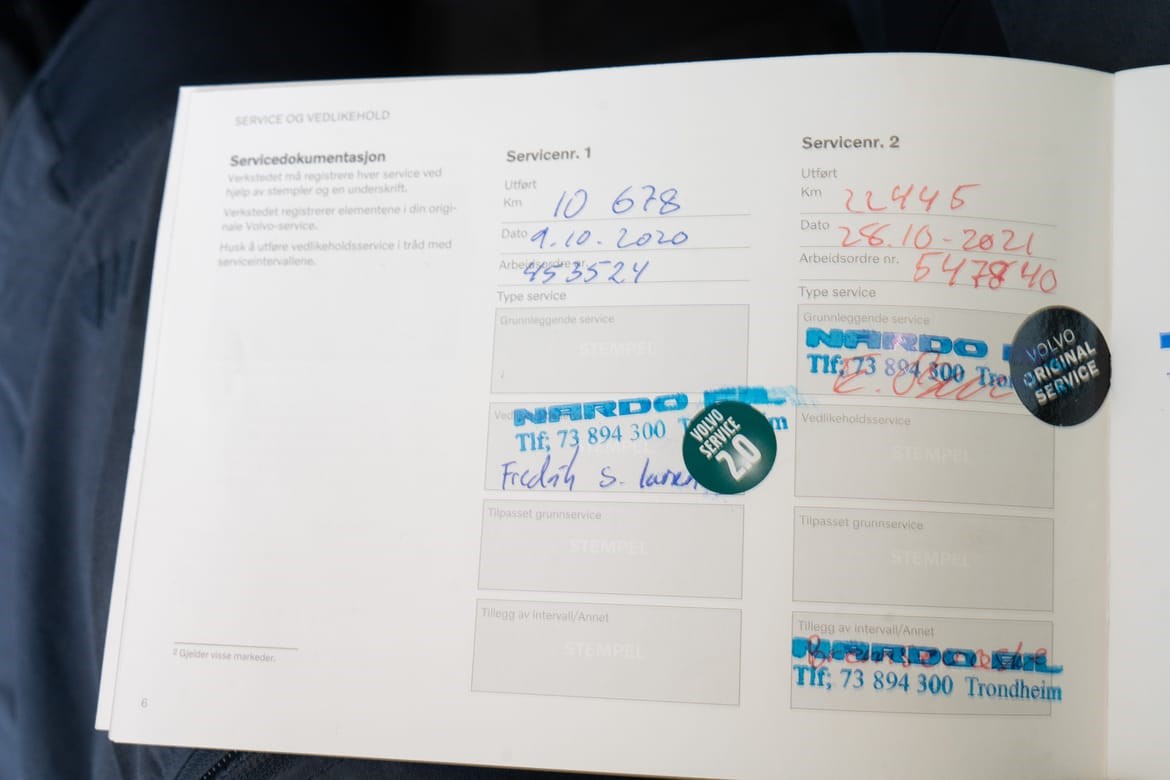 SERVICE OG VEDLIKEHOLD
Servicedokumentasjon
Verkstedet må registrere hver service ved
hjelp av stempler og en underskrift.
Verkstedet registrerer elementene i din origi-
nale Volvo-service.
Husk å utføre vedlikeholdsservice i tråd med
serviceintervallene.
2 Gjelder visse markeder.
6
Servicenr. 1
Utført
Km 10 678
Dato 9.10.2020
Arbeidsordre nr. 453524
Type service
Grunnleggende service
STEMPEL
NARDO BIL
Tlf; 73 894 300
VOLVO
SERVICE
2.0
Fredrik S.
Tilpasset grunnservice
STEMPEL
Tillegg av intervall/Annet
STEMPEL
Servicenr. 2
Utført
Km 22445
Dato 28.10-2021
Arbeidsordre nr. 547840
Type service
Grunnleggende service
NARDO
Tlf; 73 894 300
VOLVO
ORIGINAL
SERVICE
Vedlikeholdsservice
STEMPEL
Tilpasset grunnservice
STEMPEL
Tillegg av intervall/Annet
NARDO BIL
Tlf; 73 894 300 Trondheim